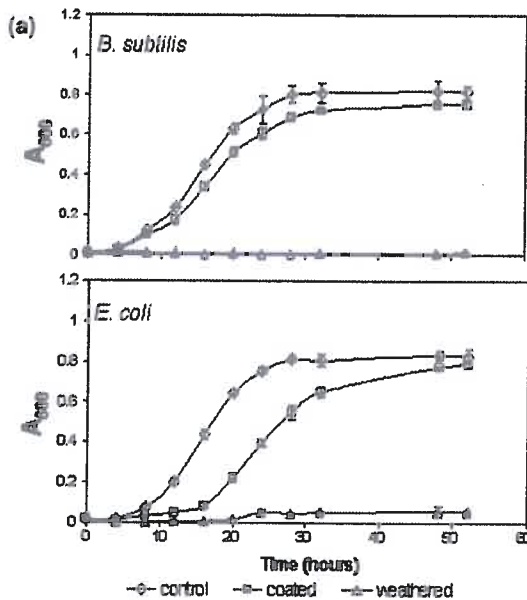 (a)
1.2
B. subtilis
1
0.8
A600
0.6
0.4
0.2
0
1.2
E. coli
1
0.8
A600
0.6
0.4
0.2
0
0 10 20 30 40 50 60
Time (hours)
control coated weathered